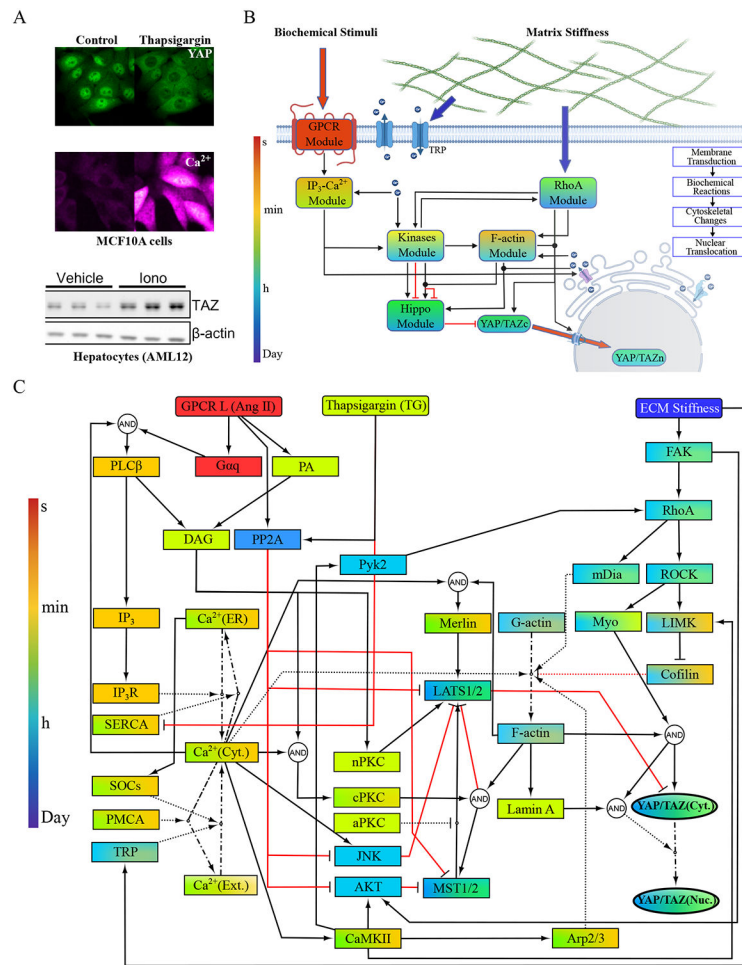 A
Control
Thapsigargin
YAP
Ca²⁺
MCF10A cells
Vehicle
Iono
TAZ
β-actin
Hepatocytes (AML12)
B
Biochemical Stimuli
Matrix Stiffness
GPCR
Module
TRP
s
min
h
Day
IP₃-Ca²⁺
Module
RhoA
Module
Kinases
Module
F-actin
Module
Hippo
Module
YAP/TAZc
YAP/TAZn
Membrane
Transduction
Biochemical
Reactions
Cytoskeletal
Changes
Nuclear
Translocation
C
GPCR L (Ang II)
Thapsigargin (TG)
ECM Stiffness
AND
PLCβ
Gαq
PA
FAK
s
min
h
Day
DAG
PP2A
RhoA
Pyk2
mDia
ROCK
AND
IP₃
Ca²⁺(ER)
Merlin
G-actin
Myo
LIMK
IP₃R
LATS1/2
Cofilin
SERCA
Ca²⁺(Cyt.)
AND
F-actin
AND
nPKC
SOCs
cPKC
AND
Lamin A
AND
YAP/TAZ(Cyt.)
PMCA
aPKC
TRP
JNK
Ca²⁺(Ext.)
AKT
MST1/2
YAP/TAZ(Nuc.)
CaMKII
Arp2/3